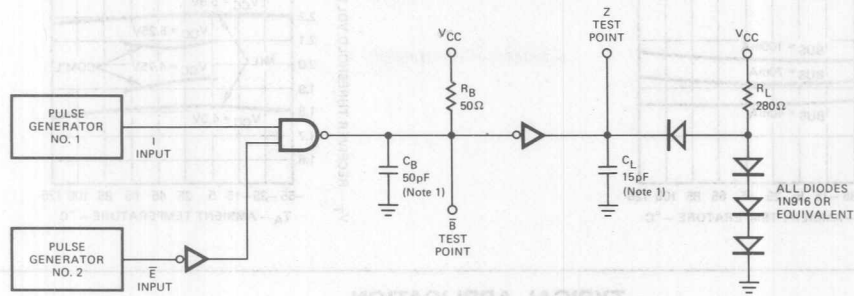 Z
TEST
POINT
VCC
VCC
RB
50Ω
RL
280Ω
PULSE
GENERATOR
NO. 1
I
INPUT
CB
50pF
(Note 1)
CL
15pF
(Note 1)
ALL DIODES
1N916 OR
EQUIVALENT
B̅
TEST
POINT
PULSE
GENERATOR
NO. 2
E̅
INPUT